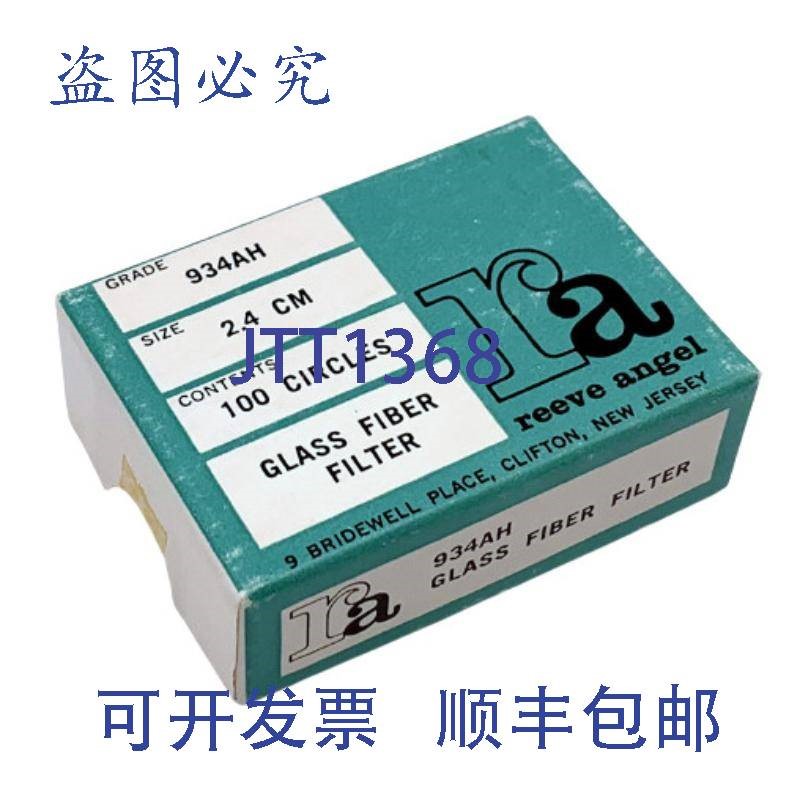 盗图必究
GRADE 934AH
SIZE 2.4 CM
CONTENTS 100 CIRCLES
GLASS FIBER
FILTER
ra
reeve angel
9 BRIDEWELL PLACE, CLIFTON, NEW JERSEY
JTT1368
ra
934AH
GLASS FIBER FILTER
可开发票 顺丰包邮